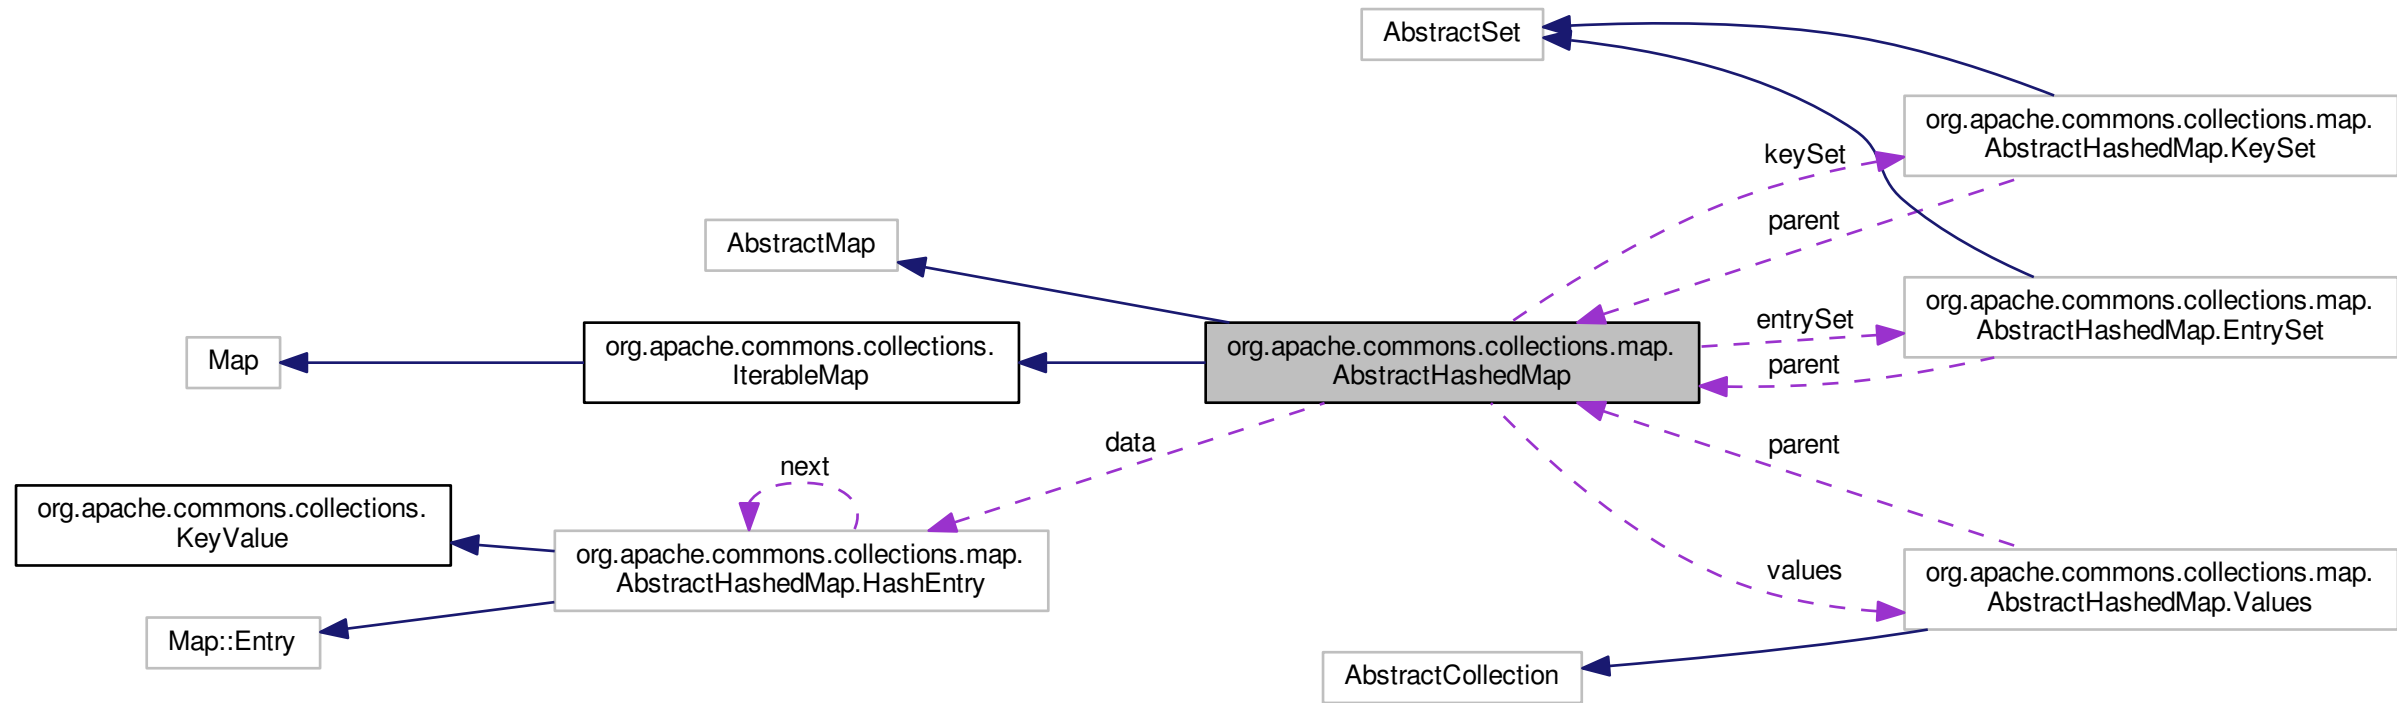 AbstractSet
org.apache.commons.collections.map.
AbstractHashedMap.KeySet
keySet
parent
AbstractMap
org.apache.commons.collections.map.
AbstractHashedMap.EntrySet
entrySet
parent
Map
org.apache.commons.collections.
IterableMap
org.apache.commons.collections.map.
AbstractHashedMap
data
parent
next
org.apache.commons.collections.
KeyValue
org.apache.commons.collections.map.
AbstractHashedMap.HashEntry
values
org.apache.commons.collections.map.
AbstractHashedMap.Values
Map::Entry
AbstractCollection